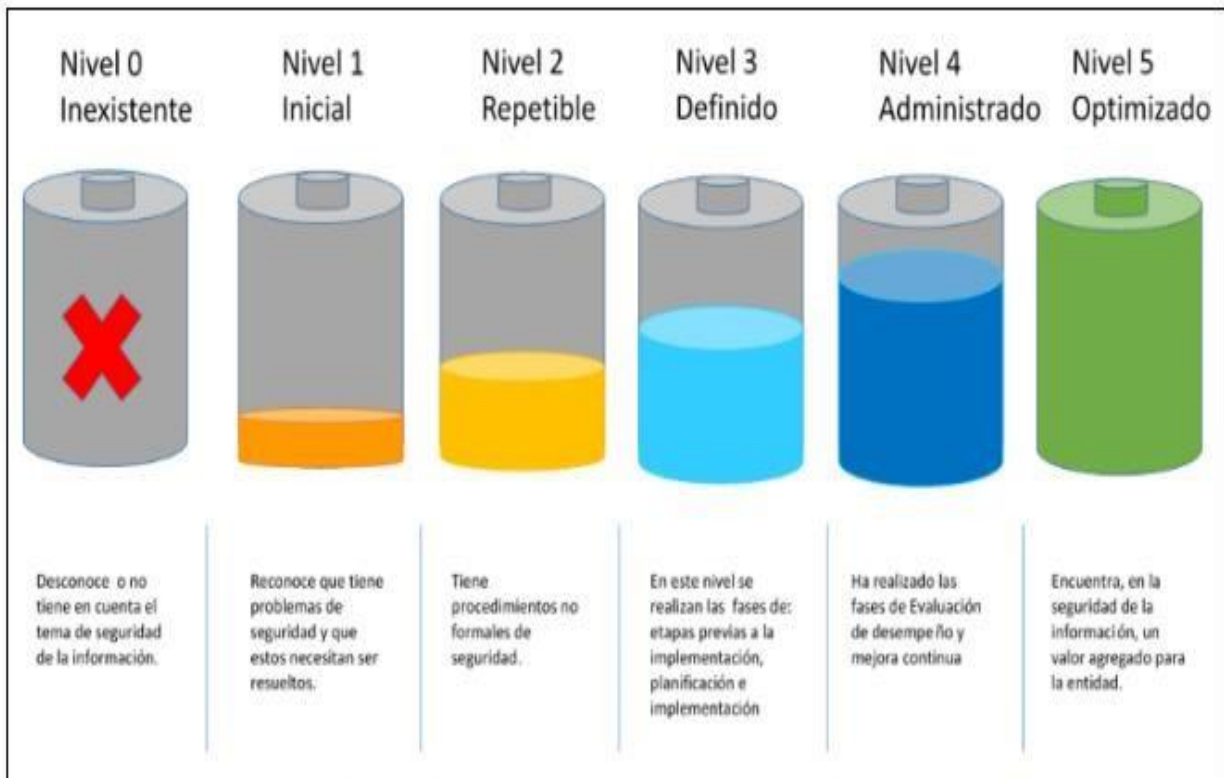 Nivel 0
Inexistente
Nivel 1
Inicial
Nivel 2
Repetible
Nivel 3
Definido
Nivel 4
Administrado
Nivel 5
Optimizado
Desconoce o no
tiene en cuenta el
tema de seguridad
de la información.
Reconoce que tiene
problemas de
seguridad y que
estos necesitan ser
resueltos.
Tiene
procedimientos no
formales de
seguridad.
En este nivel se
realizan las fases de:
etapas previas a la
implementación,
planificación e
implementación
Ha realizado las
fases de Evaluación
de desempeño y
mejora continua
Encuentra, en la
seguridad de la
información, un
valor agregado para
la entidad.